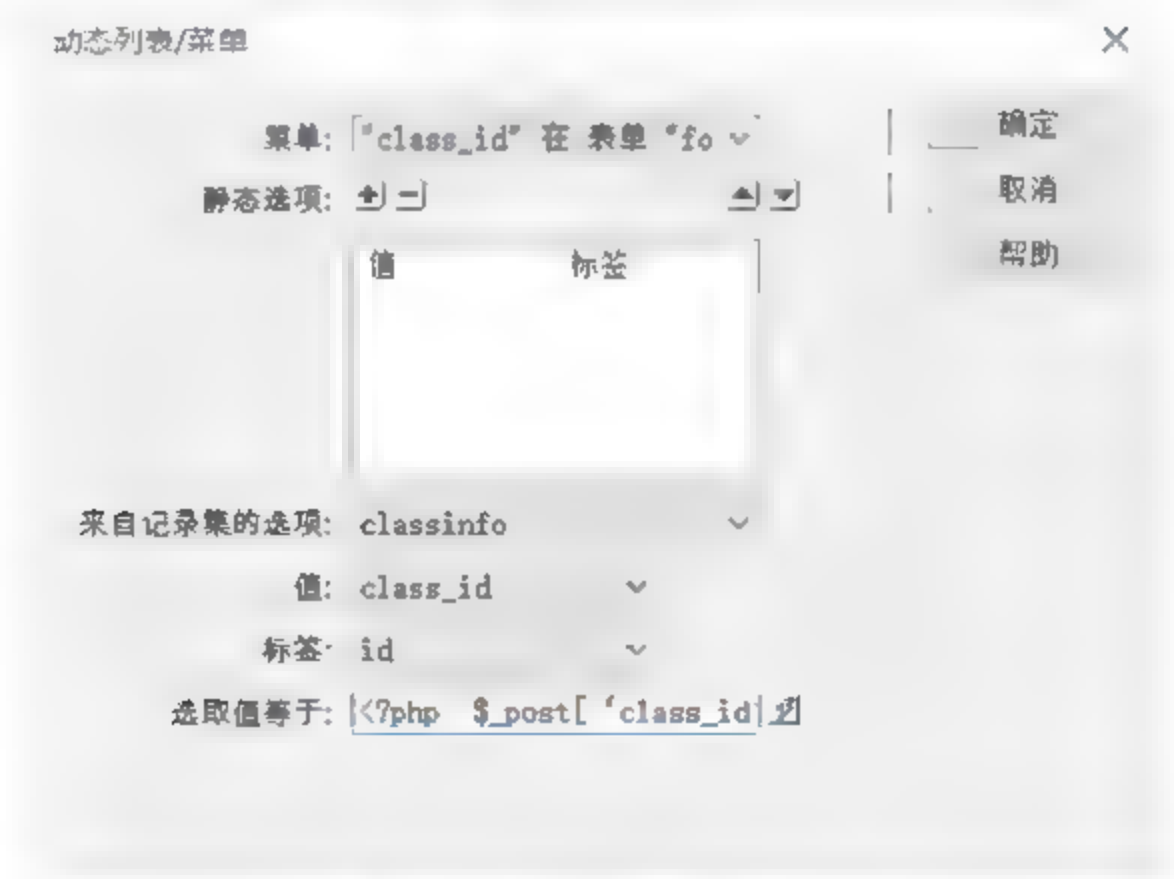 动态列表/菜单
菜单: "class_id" 在 表单 "fo
静态选项:
值 标签
来自记录集的选项: classinfo
值: class_id
标签: id
选取值等于: <?php $_post[ ‘class_id
确定
取消
帮助